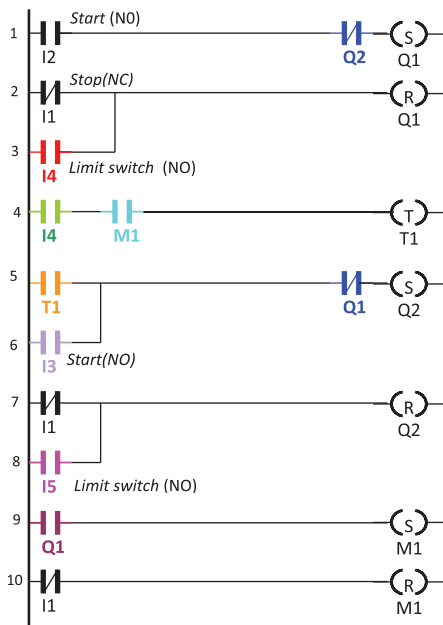 Start (N0)
1
S
I2
Q2
Q1
Stop(NC)
2
R
I1
Q1
3
Limit switch (NO)
I4
4
T
I4
M1
T1
5
S
T1
Q1
Q2
6
Start(NO)
I3
7
R
I1
Q2
8
I5
Limit switch (NO)
9
S
Q1
M1
10
R
I1
M1